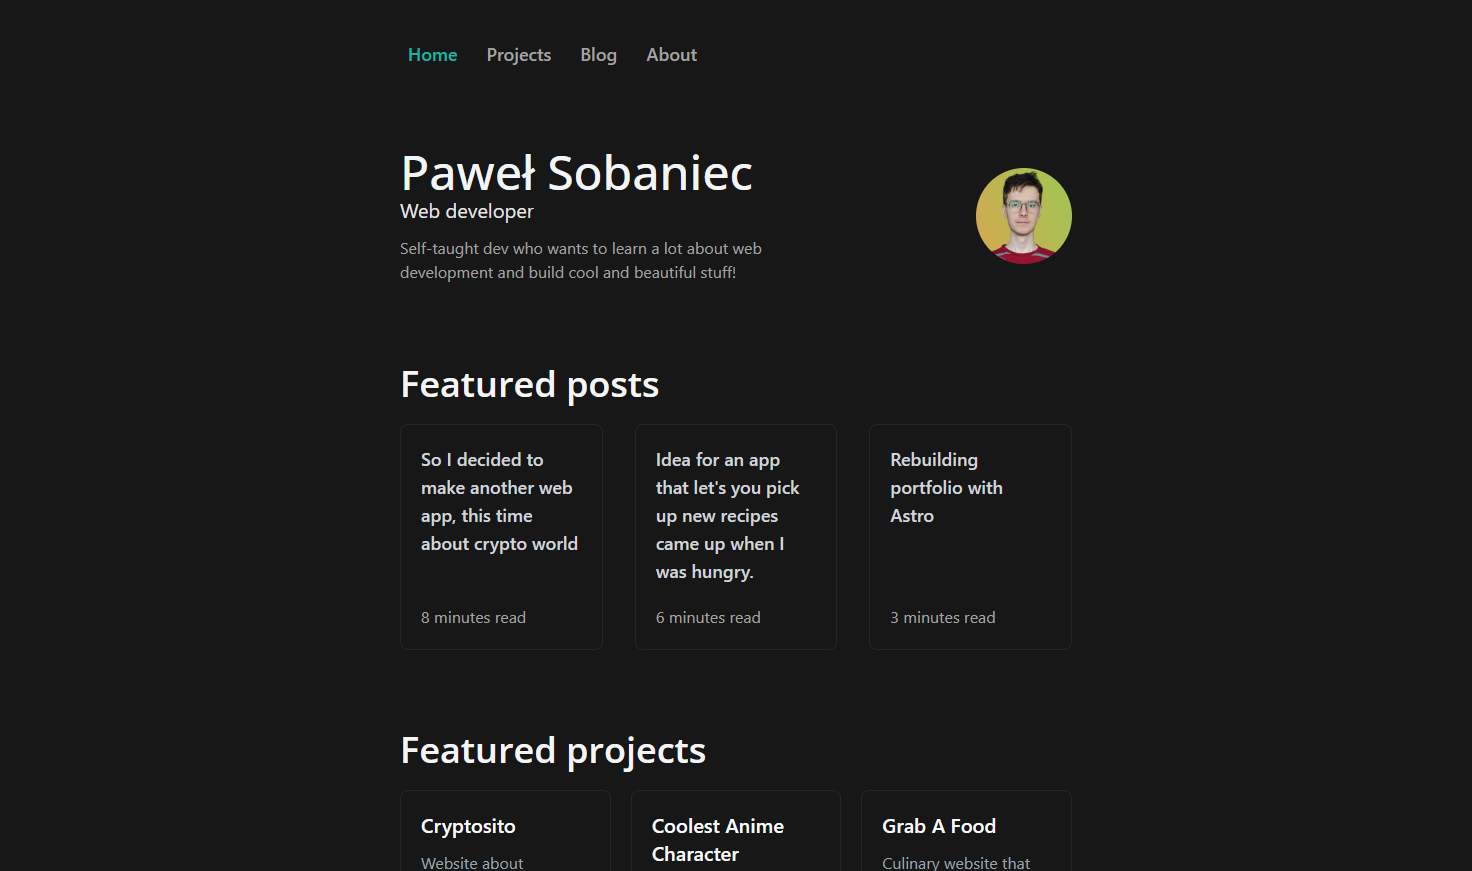 Home Projects Blog About
Paweł Sobaniec
Web developer
Self-taught dev who wants to learn a lot about web
development and build cool and beautiful stuff!
Featured posts
So I decided to
make another web
app, this time
about crypto world
8 minutes read
Idea for an app
that let's you pick
up new recipes
came up when I
was hungry.
6 minutes read
Rebuilding
portfolio with
Astro
3 minutes read
Featured projects
Cryptosito
Website about
Coolest Anime
Character
Grab A Food
Culinary website that